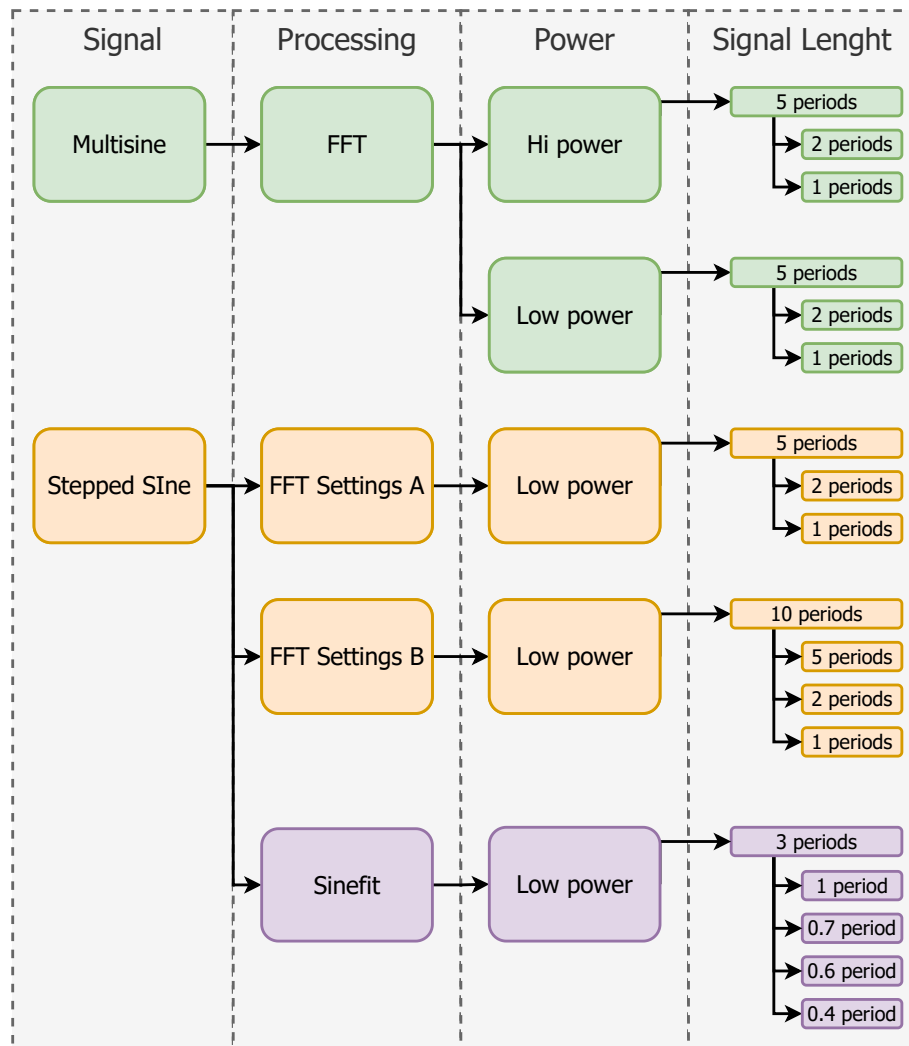 Signal
Processing
Power
Signal Lenght
Multisine
FFT
Hi power
5 periods
2 periods
1 periods
Low power
5 periods
2 periods
1 periods
Stepped SIne
FFT Settings A
Low power
5 periods
2 periods
1 periods
FFT Settings B
Low power
10 periods
5 periods
2 periods
1 periods
Sinefit
Low power
3 periods
1 period
0.7 period
0.6 period
0.4 period